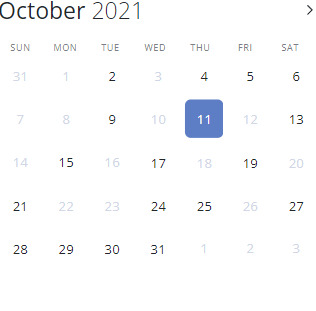 October 2021
SUN MON TUE WED THU FRI SAT
31 1 2 3 4 5 6
7 8 9 10 11 12 13
14 15 16 17 18 19 20
21 22 23 24 25 26 27
28 29 30 31 1 2 3